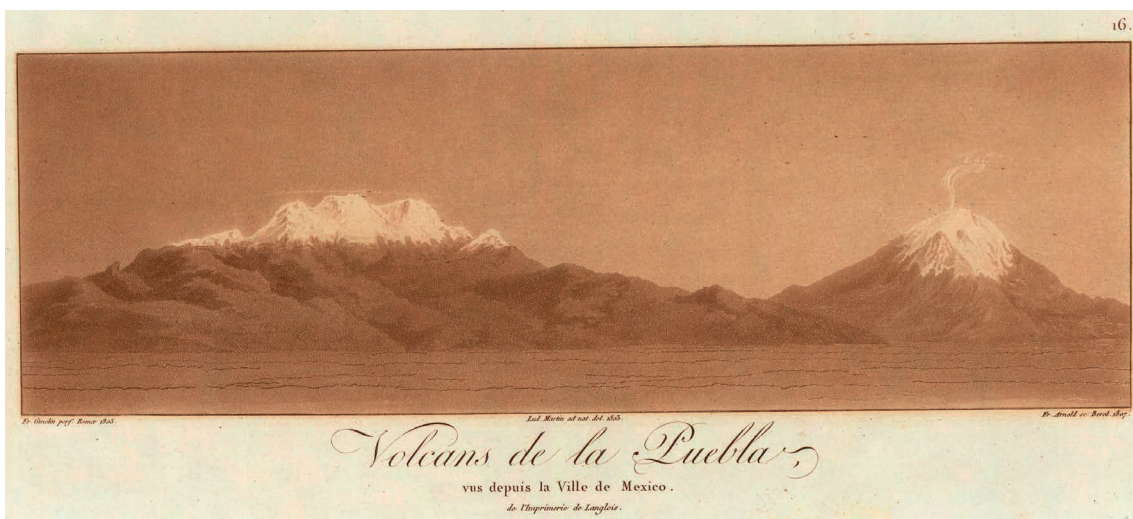 16.
Fr. Gmelin perf. Romæ 1805.
Lud. Martin ad nat. del. 1803.
Fr. Arnold sc. Berol. 1807.
Volcans de la Puebla,
vus depuis la Ville de Mexico.
de l'Imprimerie de Langlois.